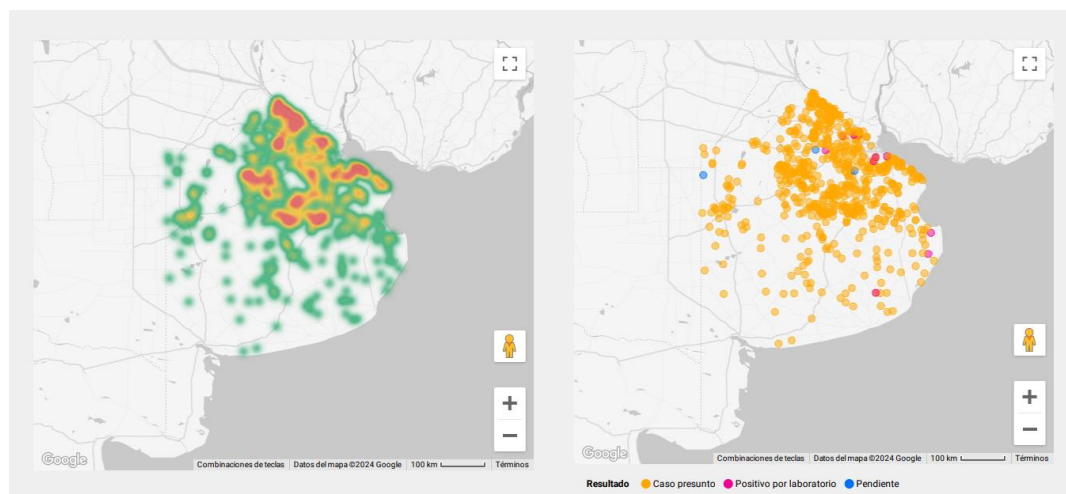 Google
Combinaciones de teclas
Datos del mapa ©2024 Google
100 km
Términos
Google
Combinaciones de teclas
Datos del mapa ©2024 Google
100 km
Términos
Resultado Caso presunto Positivo por laboratorio Pendiente